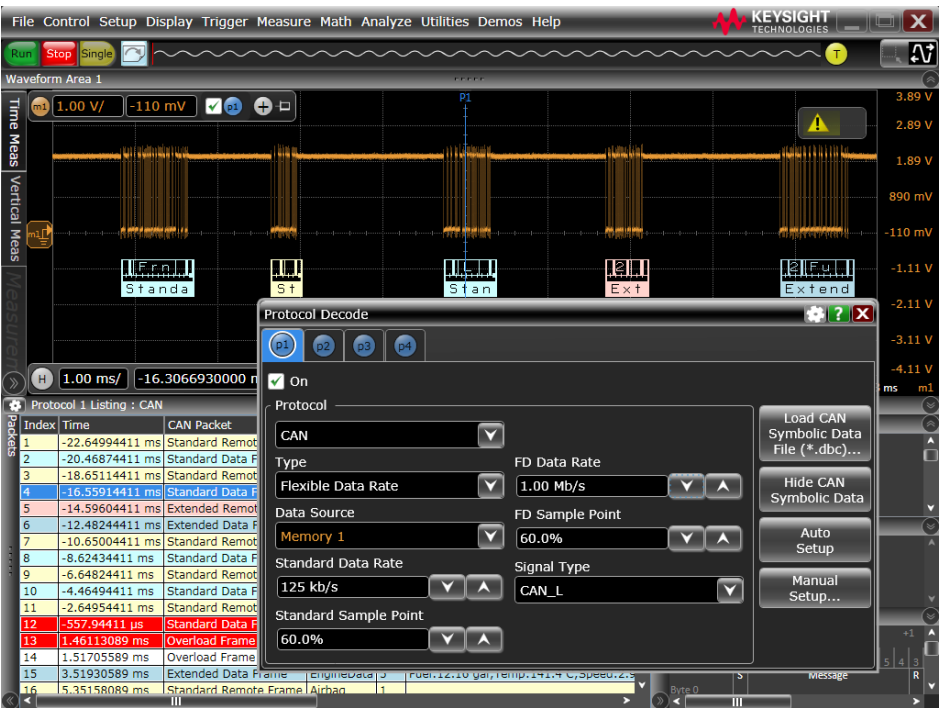 File Control Setup Display Trigger Measure Math Analyze Utilities Demos Help
KEYSIGHT
TECHNOLOGIES
Run Stop Single
T
Waveform Area 1
Time Meas
Vertical Meas
Measurem
m1 1.00 V/ -110 mV p1
P1
3.89 V
2.89 V
1.89 V
890 mV
-110 mV
-1.11 V
-2.11 V
-3.11 V
-4.11 V
ms m1
m1
Frn
L
2
2 Fu
Standa
St
Stan
Ext
Extend
H 1.00 ms/ -16.3066930000
Protocol 1 Listing : CAN
Packets
Index Time CAN Packet
1 -22.64994411 ms Standard Remot
2 -20.46874411 ms Standard Data F
3 -18.65114411 ms Standard Remot
4 -16.55914411 ms Standard Data F
5 -14.59604411 ms Extended Remot
6 -12.48244411 ms Extended Data F
7 -10.65004411 ms Standard Remot
8 -8.62434411 ms Standard Data F
9 -6.64824411 ms Standard Remot
10 -4.46494411 ms Standard Data F
11 -2.64954411 ms Standard Remot
12 -557.94411 µs Standard Data F
13 1.46113089 ms Overload Frame
14 1.51705589 ms Overload Frame
15 3.51930589 ms Extended Data Frame EngineData 5 Fuel:12.16 gal,Temp:141.4 C,Speed:2.9
16 5.35158089 ms Standard Remote Frame Airbag 1
Protocol Decode
?
p1 p2 p3 p4
On
Protocol
CAN
Type
Flexible Data Rate
Data Source
Memory 1
Standard Data Rate
125 kb/s
Standard Sample Point
60.0%
FD Data Rate
1.00 Mb/s
FD Sample Point
60.0%
Signal Type
CAN_L
Load CAN
Symbolic Data
File (*.dbc)...
Hide CAN
Symbolic Data
Auto
Setup
Manual
Setup...
+1
5 4 3
S Message R
Byte 0